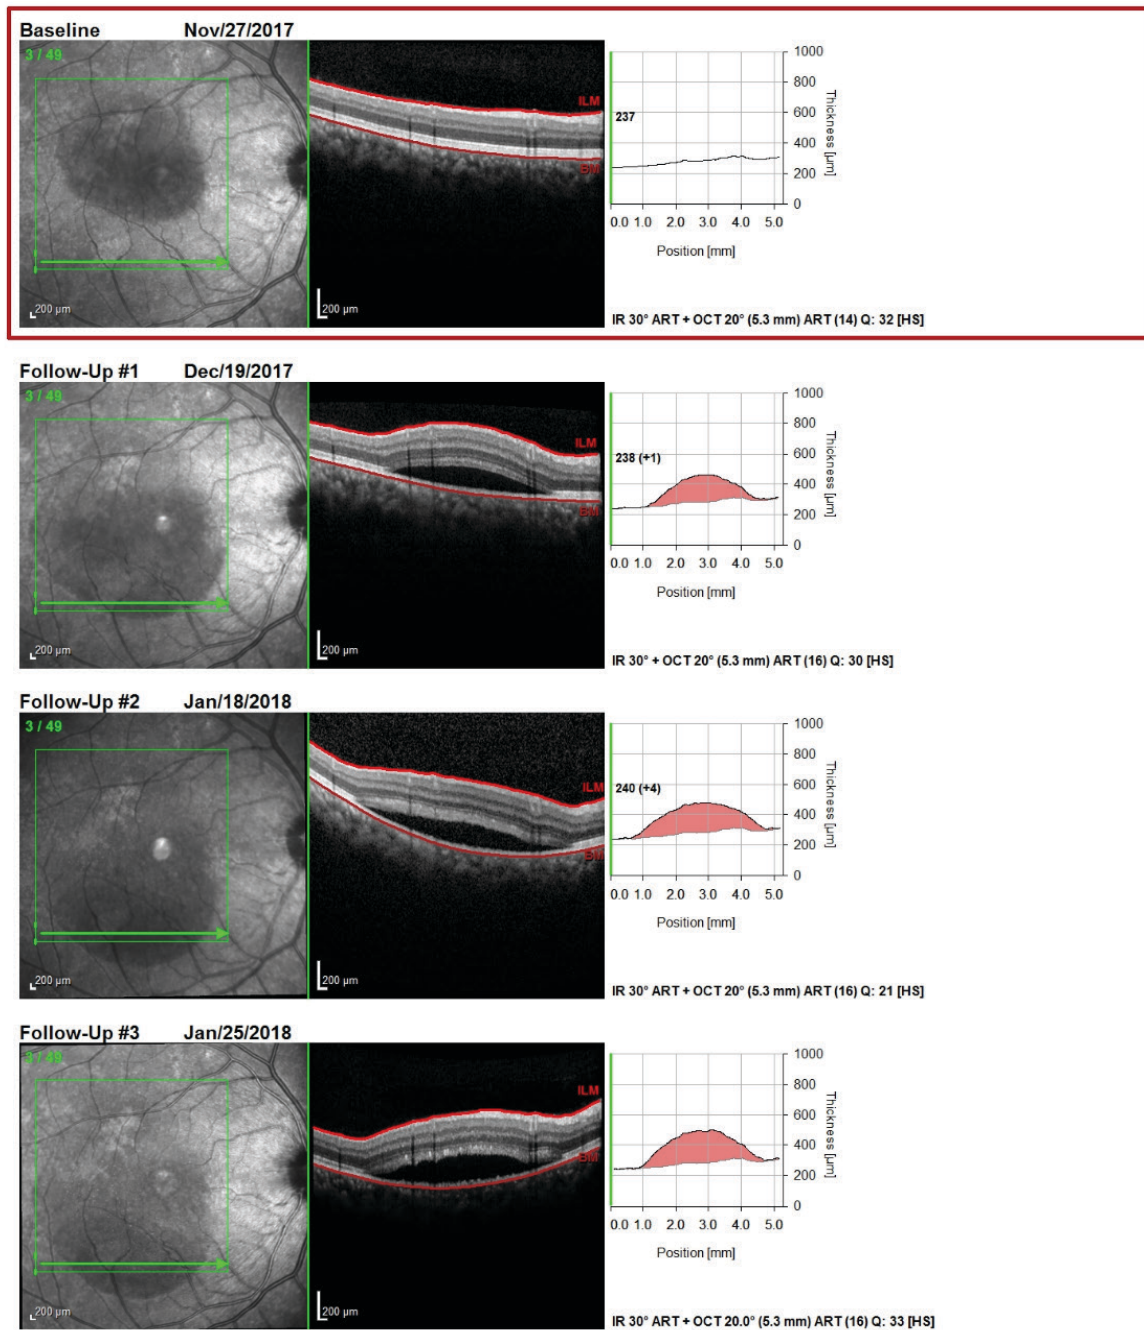 Baseline Nov/27/2017
3 / 49
ILM
BM
200 µm
200 µm
237
1000
800
600
400
200
0
Thickness [µm]
0.0 1.0 2.0 3.0 4.0 5.0
Position [mm]
IR 30° ART + OCT 20° (5.3 mm) ART (14) Q: 32 [HS]
Follow-Up #1 Dec/19/2017
3 / 49
ILM
BM
200 µm
200 µm
238 (+1)
1000
800
600
400
200
0
Thickness [µm]
0.0 1.0 2.0 3.0 4.0 5.0
Position [mm]
IR 30° + OCT 20° (5.3 mm) ART (16) Q: 30 [HS]
Follow-Up #2 Jan/18/2018
3 / 49
ILM
BM
200 µm
200 µm
240 (+4)
1000
800
600
400
200
0
Thickness [µm]
0.0 1.0 2.0 3.0 4.0 5.0
Position [mm]
IR 30° ART + OCT 20° (5.3 mm) ART (16) Q: 21 [HS]
Follow-Up #3 Jan/25/2018
3 / 49
ILM
BM
200 µm
200 µm
1000
800
600
400
200
0
Thickness [µm]
0.0 1.0 2.0 3.0 4.0 5.0
Position [mm]
IR 30° ART + OCT 20.0° (5.3 mm) ART (16) Q: 33 [HS]